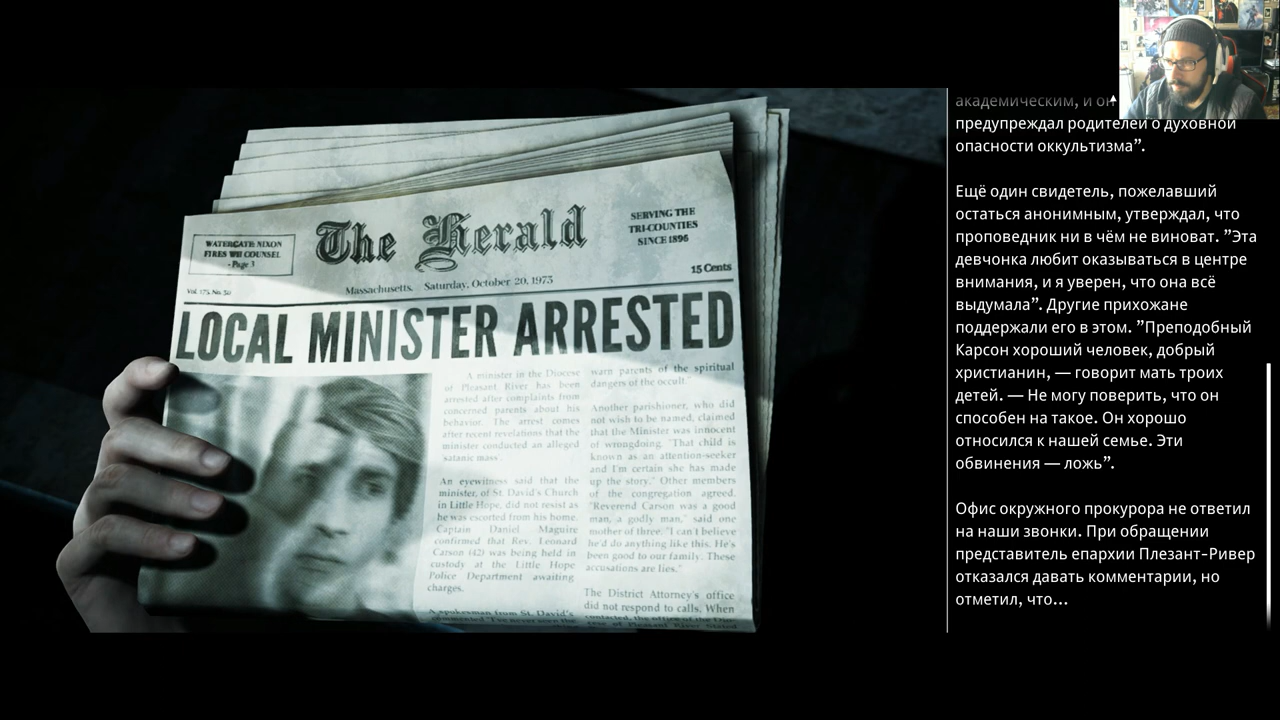 WATERGATE: NIXON
FIRES WH COUNSEL
- Page 3
The Herald
SERVING THE
TRI-COUNTIES
SINCE 1896
15 Cents
Massachusetts. Saturday, October 20, 1973
LOCAL MINISTER ARRESTED
A minister in the Diocese
of Pleasant River has been
arrested after complaints from
concerned parents about his
behavior. The arrest comes
after recent revelations that the
minister conducted an alleged
satanic mass.
An eyewitness said that the
minister, of St. David's Church
in Little Hope, did not resist as
he was escorted from his home.
Captain Daniel Maguire
confirmed that Rev. Leonard
Carson (42) was being held in
custody at the Little Hope
Police Department awaiting
charges.
A spokesman from St. David's
warn parents of the spiritual
dangers of the occult."
Another parishioner, who did
not wish to be named, claimed
that the Minister was innocent
of wrongdoing. "That child is
known as an attention-seeker
and I'm certain she has made
up the story." Other members
of the congregation agreed.
"Reverend Carson was a good
man, a godly man," said one
mother of three. "I can't believe
he'd do anything like this. He's
been good to our family. These
accusations are lies."
The District Attorney's office
did not respond to calls. When
академическим, и
предупреждал родителей о духовной
опасности оккультизма”.
Ещё один свидетель, пожелавший
остаться анонимным, утверждал, что
проповедник ни в чём не виноват. ”Эта
девчонка любит оказываться в центре
внимания, и я уверен, что она всё
выдумала”. Другие прихожане
поддержали его в этом. ”Преподобный
Карсон хороший человек, добрый
христианин, — говорит мать троих
детей. — Не могу поверить, что он
способен на такое. Он хорошо
относился к нашей семье. Эти
обвинения — ложь”.
Офис окружного прокурора не ответил
на наши звонки. При обращении
представитель епархии Плезант-Ривер
отказался давать комментарии, но
отметил, что...